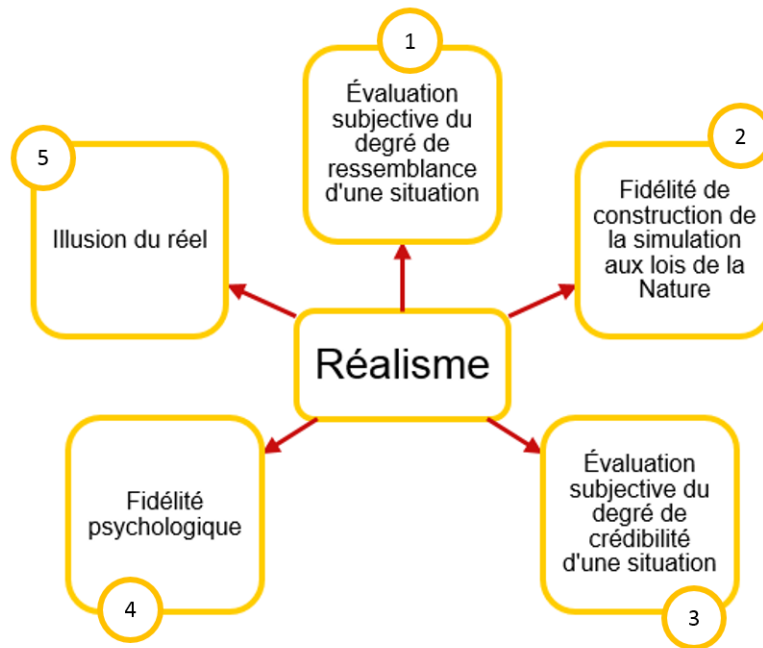 1
Évaluation
subjective du
degré de
ressemblance
d'une situation
2
Fidélité de
construction de
la simulation
aux lois de la
Nature
5
Illusion du réel
Réalisme
Fidélité
psychologique
4
Évaluation
subjective du
degré de
crédibilité
d'une situation
3